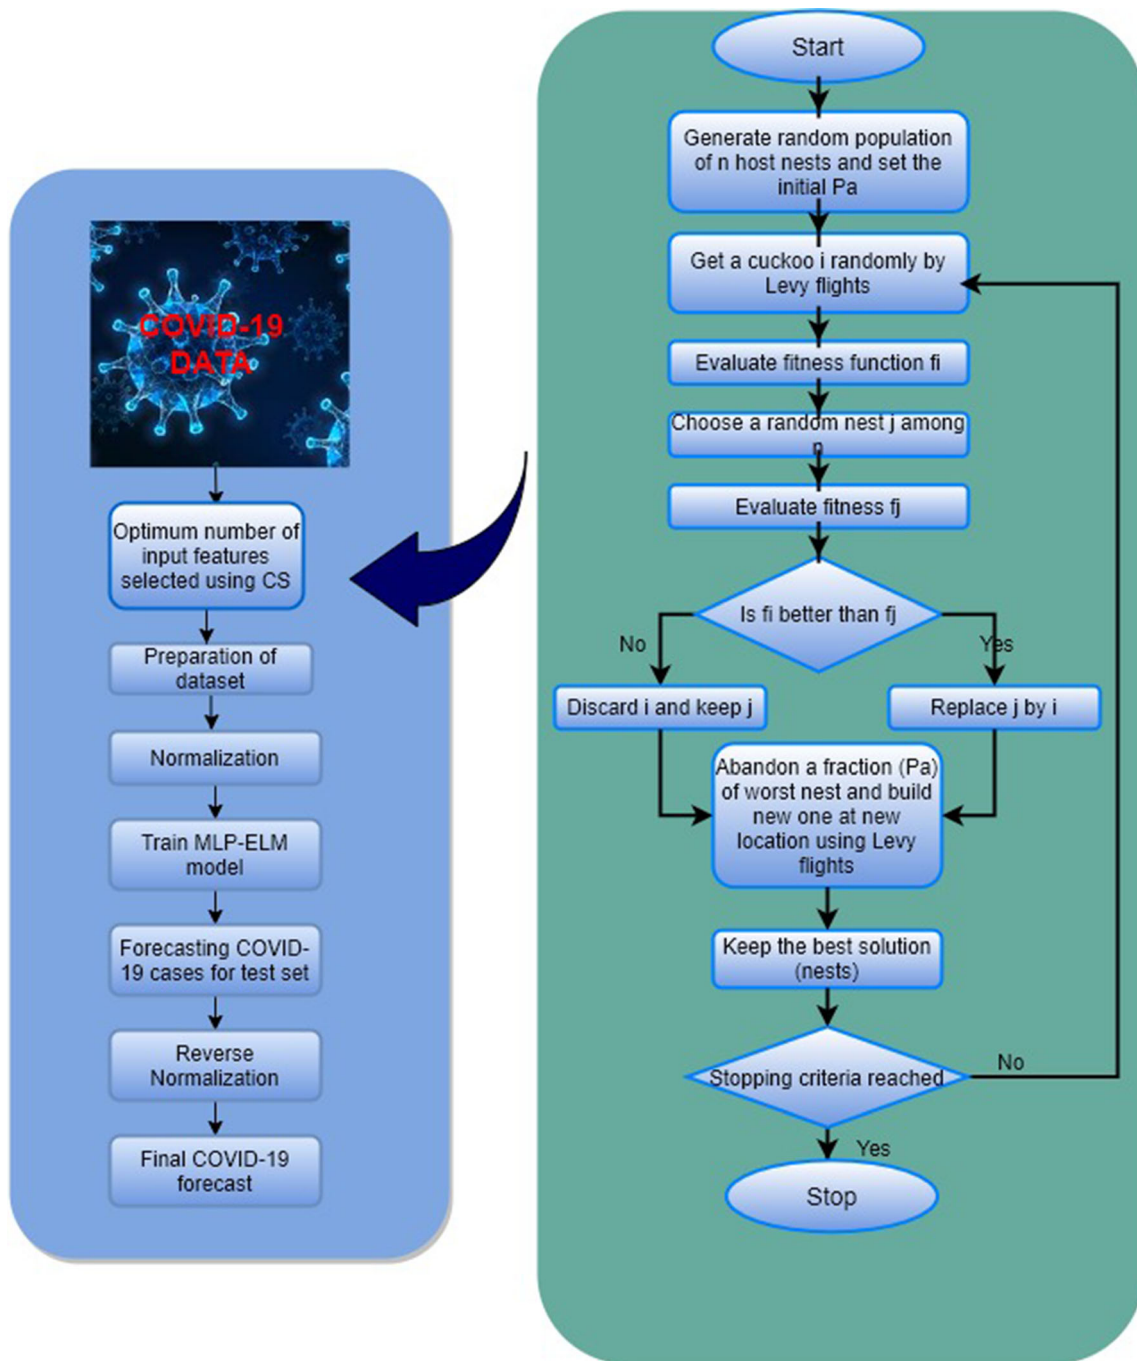 COVID-19
DATA
Optimum number of
input features
selected using CS
Preparation of
dataset
Normalization
Train MLP-ELM
model
Forecasting COVID-
19 cases for test set
Reverse
Normalization
Final COVID-19
forecast
Start
Generate random population
of n host nests and set the
initial Pa
Get a cuckoo i randomly by
Levy flights
Evaluate fitness function fi
Choose a random nest j among
n
Evaluate fitness fj
Is fi better than fj
No
Yes
Discard i and keep j
Replace j by i
Abandon a fraction (Pa)
of worst nest and build
new one at new
location using Levy
flights
Keep the best solution
(nests)
Stopping criteria reached
No
Yes
Stop